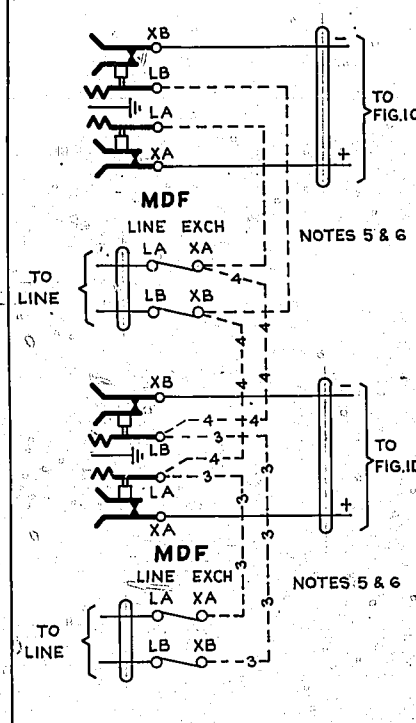 XB
−
LB
TO
FIG.1C
LA
XA
+
MDF
LINE EXCH
NOTES 5 & 6
LA XA
4
TO
LINE
LB XB
4
4
4
XB
−
4 4
3
LB
4
TO
FIG.1D
3
LA
3
3
+
XA
MDF
3
3
LINE EXCH
NOTES 5 & 6
LA XA
TO
LINE
LB XB
3